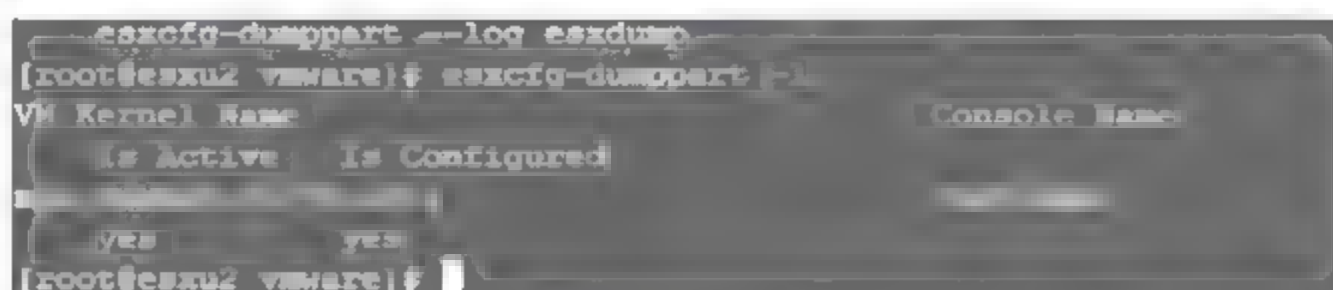 esxcfg-dumppart --log esxdump
[root@esxu2 vmware]# esxcfg-dumppart -l
VM Kernel Name Console Name
Is Active Is Configured
yes yes
[root@esxu2 vmware]#